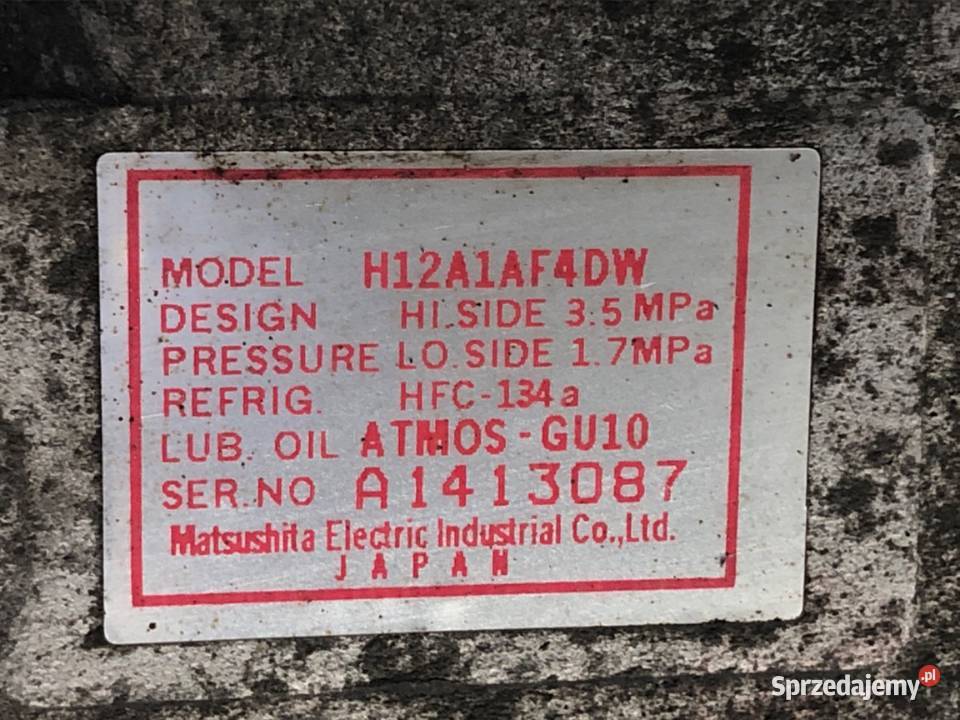 MODEL H12A1AF4DW
DESIGN HI.SIDE 3.5 MPa
PRESSURE LO.SIDE 1.7MPa
REFRIG. HFC-134a
LUB. OIL ATMOS-GU10
SER.NO A1413087
Matsushita Electric Industrial Co.,Ltd.
JAPAN
Sprzedajemy.pl